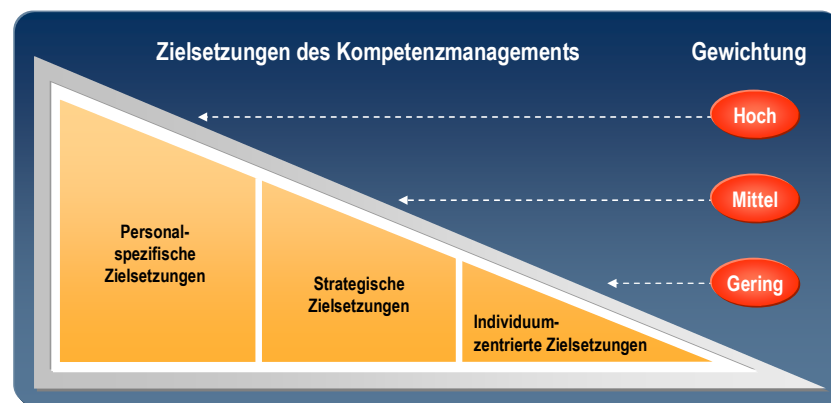 Zielsetzungen des Kompetenzmanagements
Gewichtung
Hoch
Mittel
Gering
Personal-
spezifische
Zielsetzungen
Strategische
Zielsetzungen
Individuum-
zentrierte Zielsetzungen